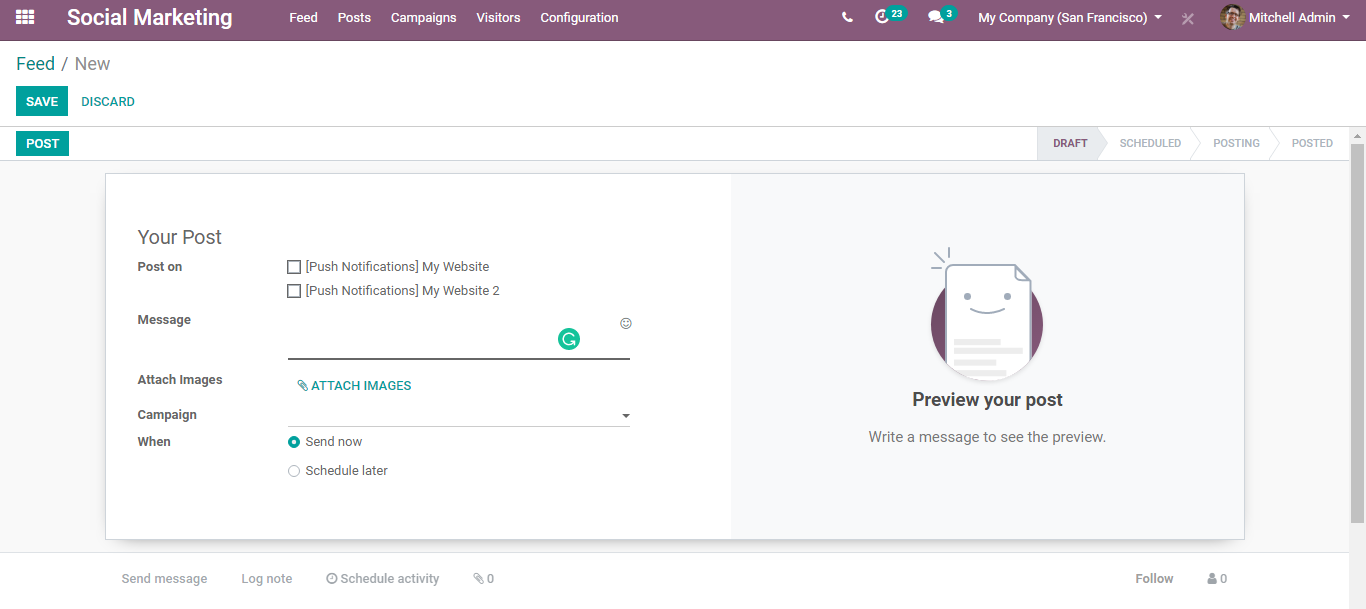 Social Marketing Feed Posts Campaigns Visitors Configuration 23 3 My Company (San Francisco) Mitchell Admin
Feed / New
SAVE DISCARD
POST DRAFT SCHEDULED POSTING POSTED
Your Post
Post on [Push Notifications] My Website
[Push Notifications] My Website 2
Message
Attach Images ATTACH IMAGES
Campaign
When Send now
Schedule later
Preview your post
Write a message to see the preview.
Send message Log note Schedule activity 0 Follow 0